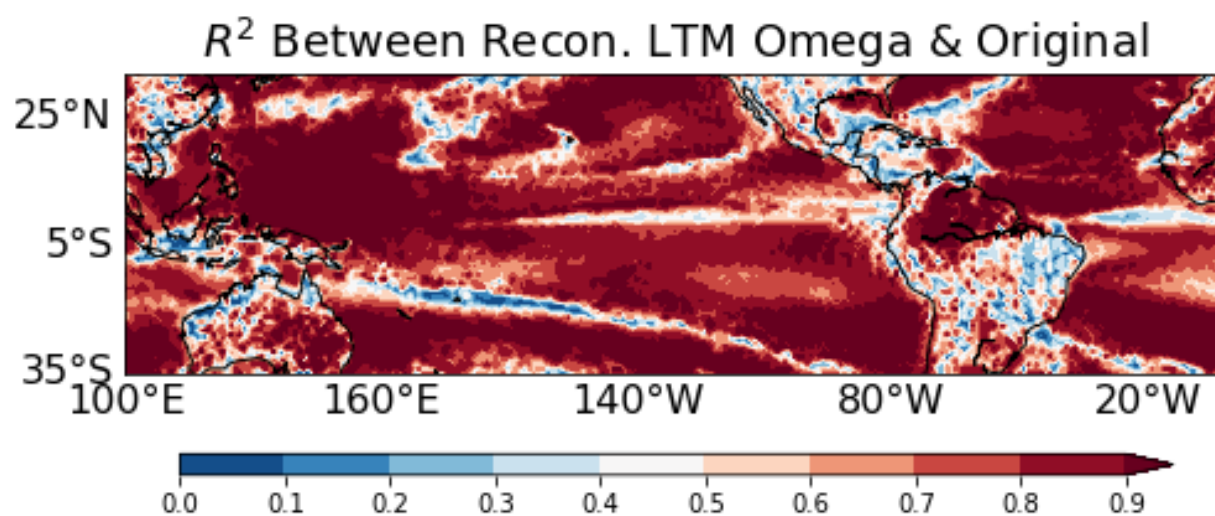 R² Between Recon. LTM Omega & Original
25°N
5°S
35°S
100°E 160°E 140°W 80°W 20°W
0.0 0.1 0.2 0.3 0.4 0.5 0.6 0.7 0.8 0.9